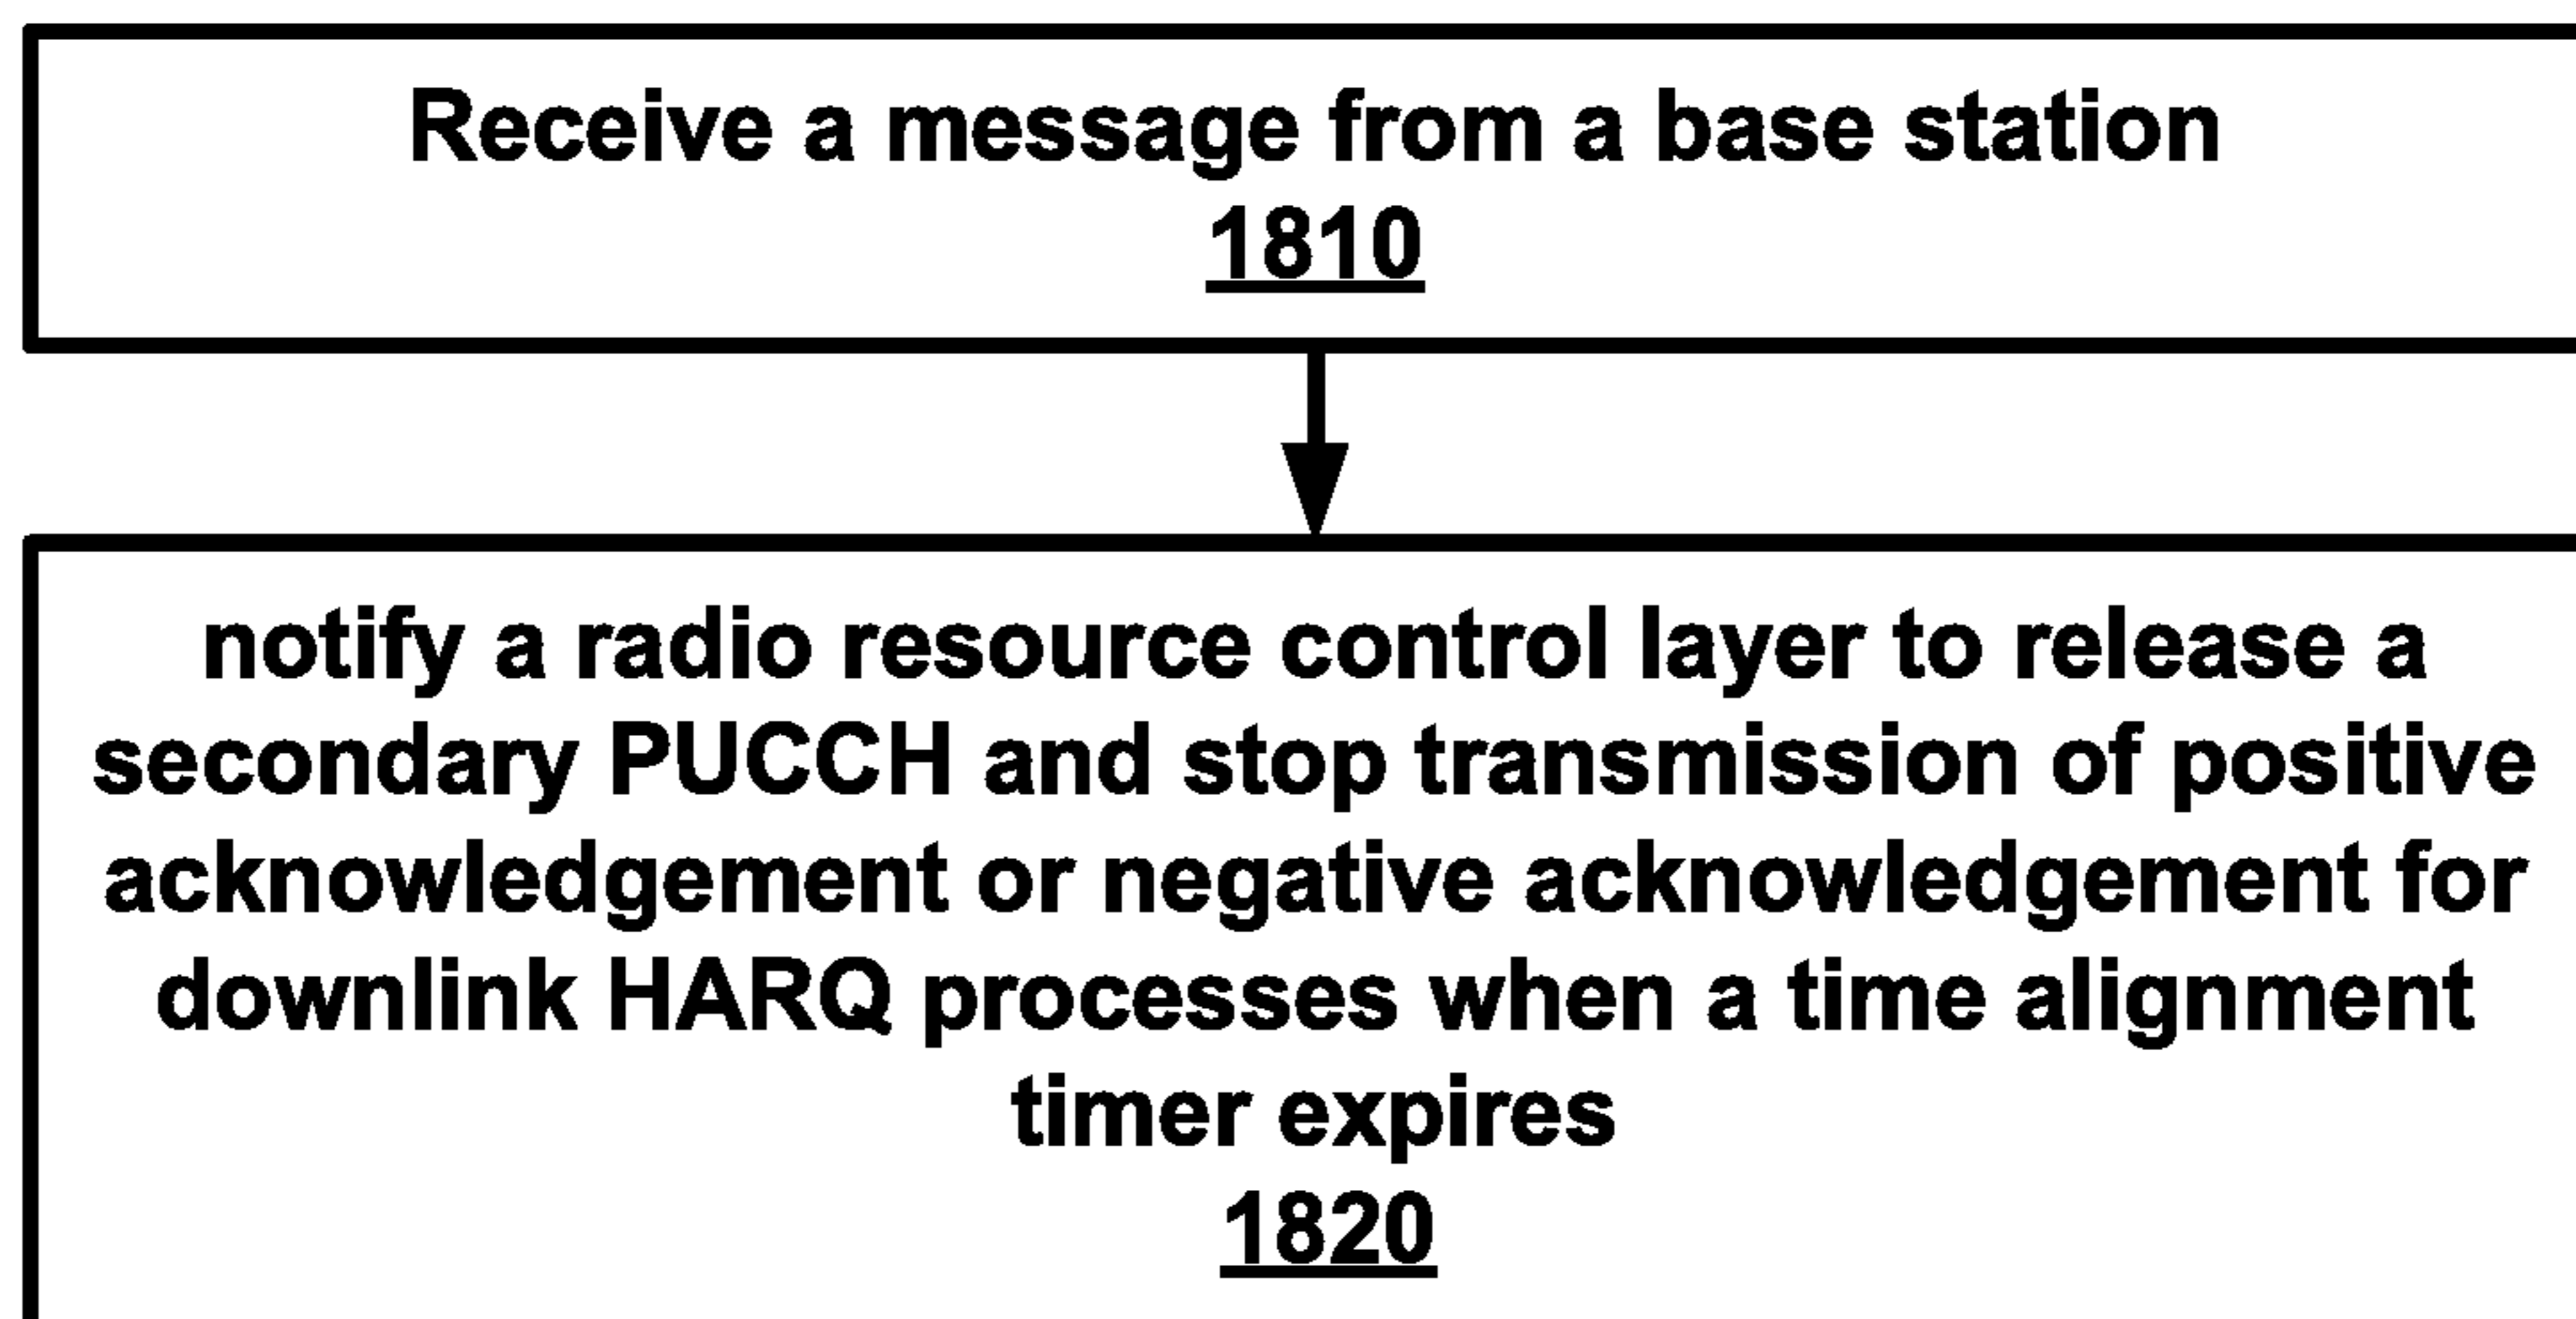 Receive a message from a base station
1810
notify a radio resource control layer to release a
secondary PUCCH and stop transmission of positive
acknowledgement or negative acknowledgement for
downlink HARQ processes when a time alignment
timer expires
1820